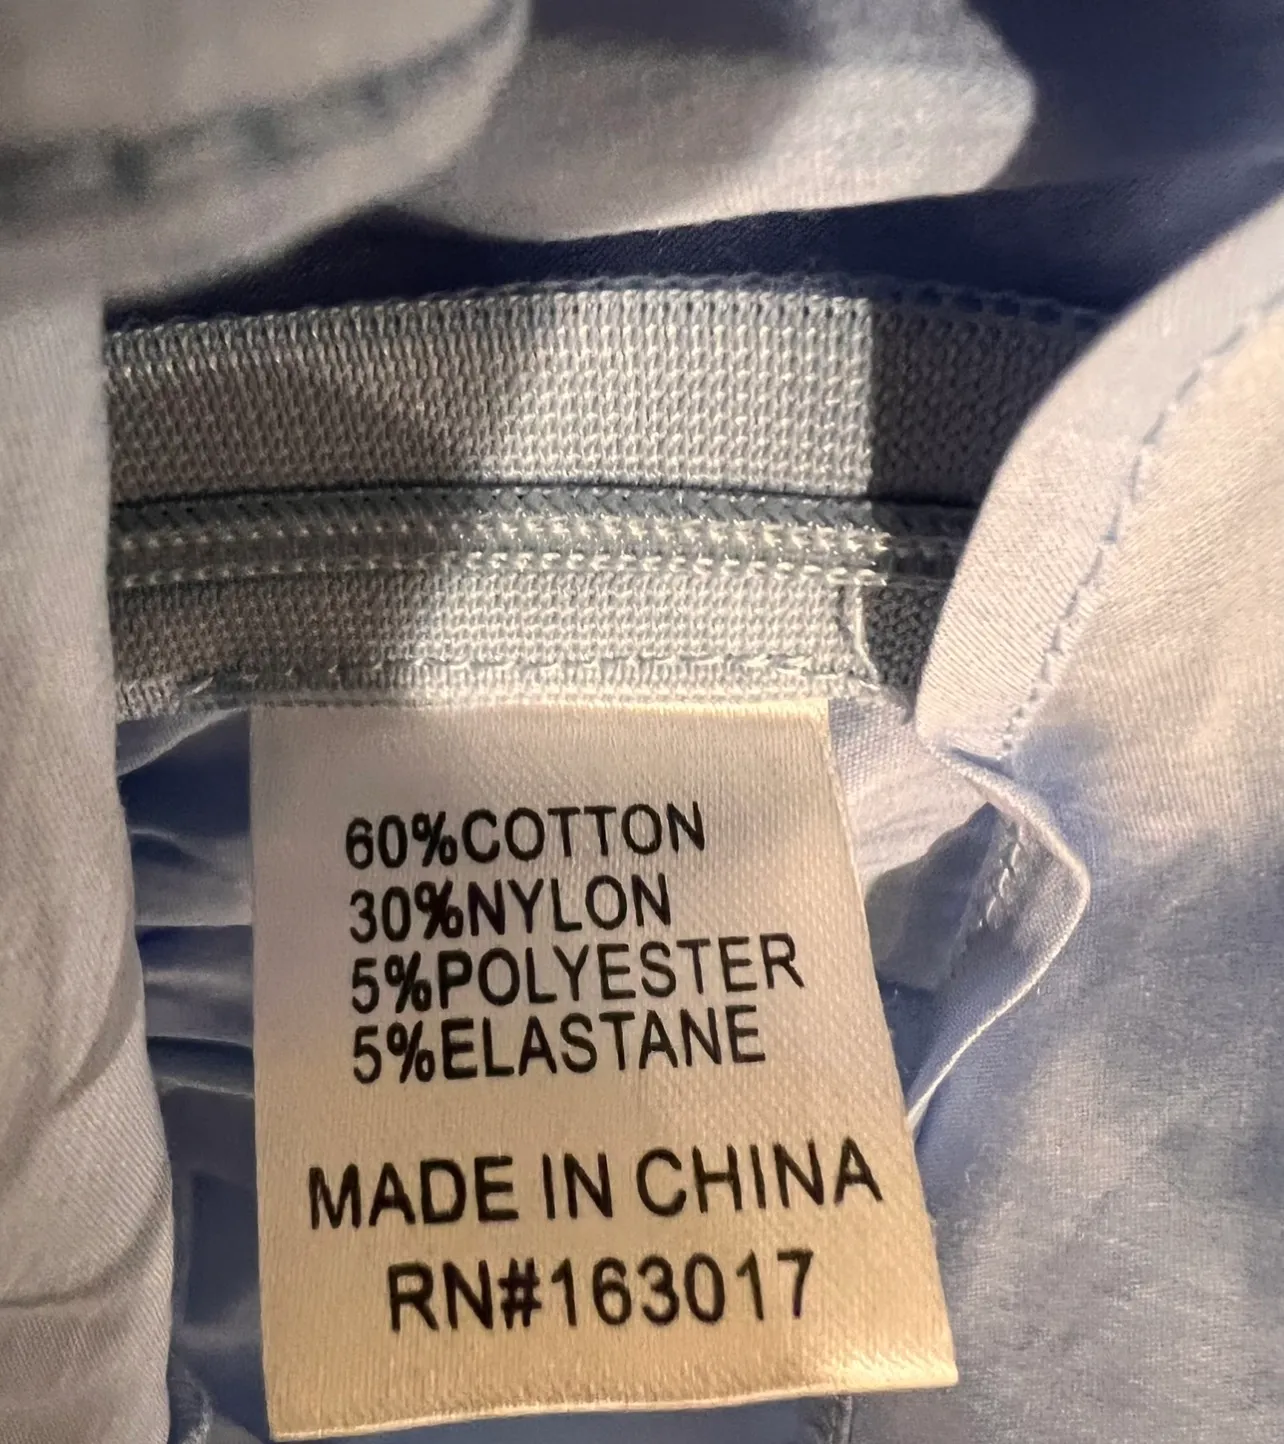 60%COTTON
30%NYLON
5%POLYESTER
5%ELASTANE
MADE IN CHINA
RN#163017